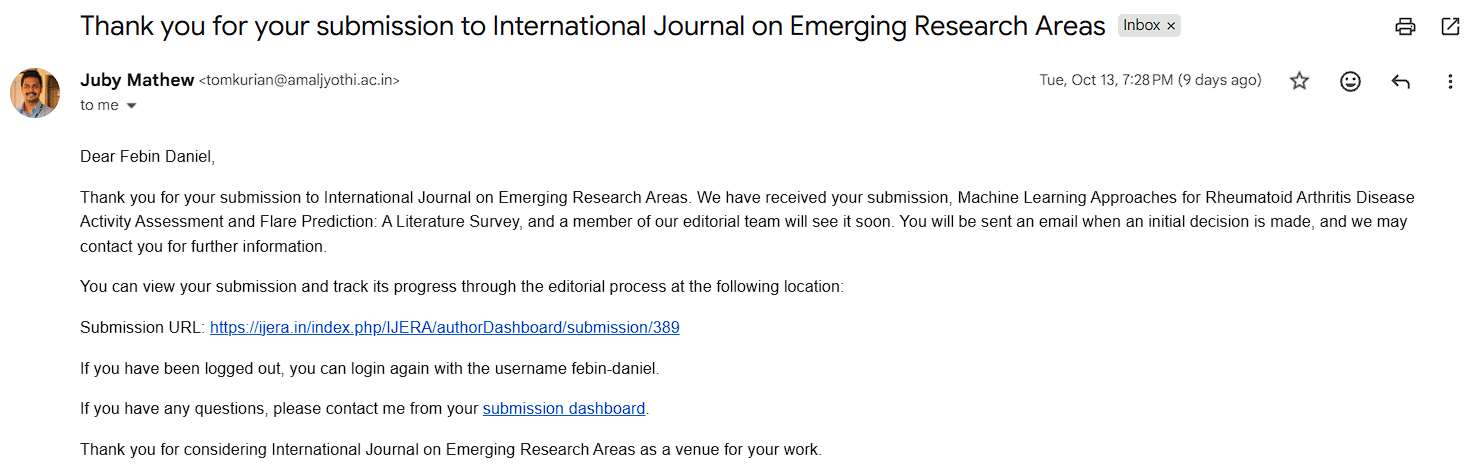 Thank you for your submission to International Journal on Emerging Research Areas Inbox ×
Juby Mathew <tomkurian@amaljyothi.ac.in> Tue, Oct 13, 7:28 PM (9 days ago)
to me
Dear Febin Daniel,
Thank you for your submission to International Journal on Emerging Research Areas. We have received your submission, Machine Learning Approaches for Rheumatoid Arthritis Disease
Activity Assessment and Flare Prediction: A Literature Survey, and a member of our editorial team will see it soon. You will be sent an email when an initial decision is made, and we may
contact you for further information.
You can view your submission and track its progress through the editorial process at the following location:
Submission URL: https://ijera.in/index.php/IJERA/authorDashboard/submission/389
If you have been logged out, you can login again with the username febin-daniel.
If you have any questions, please contact me from your submission dashboard.
Thank you for considering International Journal on Emerging Research Areas as a venue for your work.